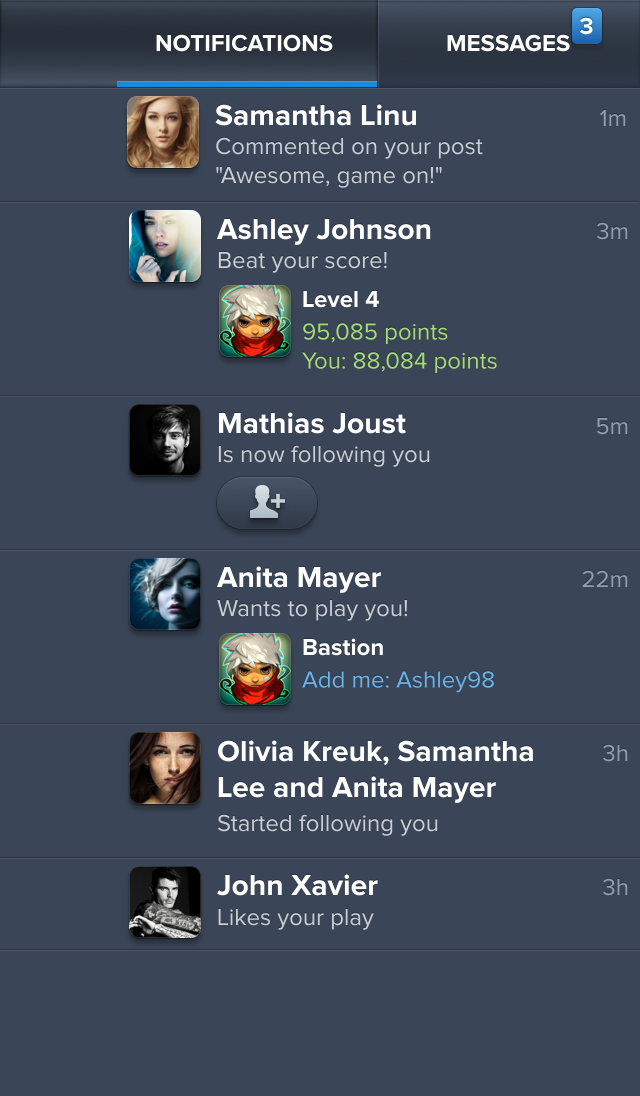 NOTIFICATIONS
MESSAGES
3
Samantha Linu
1m
Commented on your post
"Awesome, game on!"
Ashley Johnson
3m
Beat your score!
Level 4
95,085 points
You: 88,084 points
Mathias Joust
5m
Is now following you
Anita Mayer
22m
Wants to play you!
Bastion
Add me: Ashley98
Olivia Kreuk, Samantha
3h
Lee and Anita Mayer
Started following you
John Xavier
3h
Likes your play